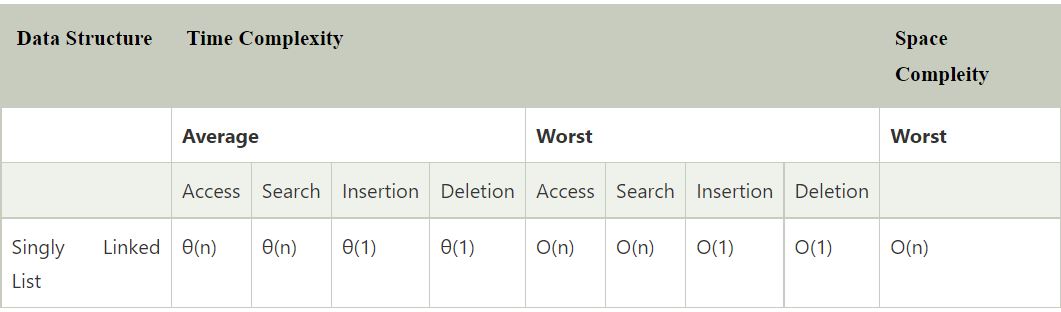 Data Structure Time Complexity Space
Compleity
Average Worst Worst
Access Search Insertion Deletion Access Search Insertion Deletion
Singly Linked θ(n) θ(n) θ(1) θ(1) O(n) O(n) O(1) O(1) O(n)
List